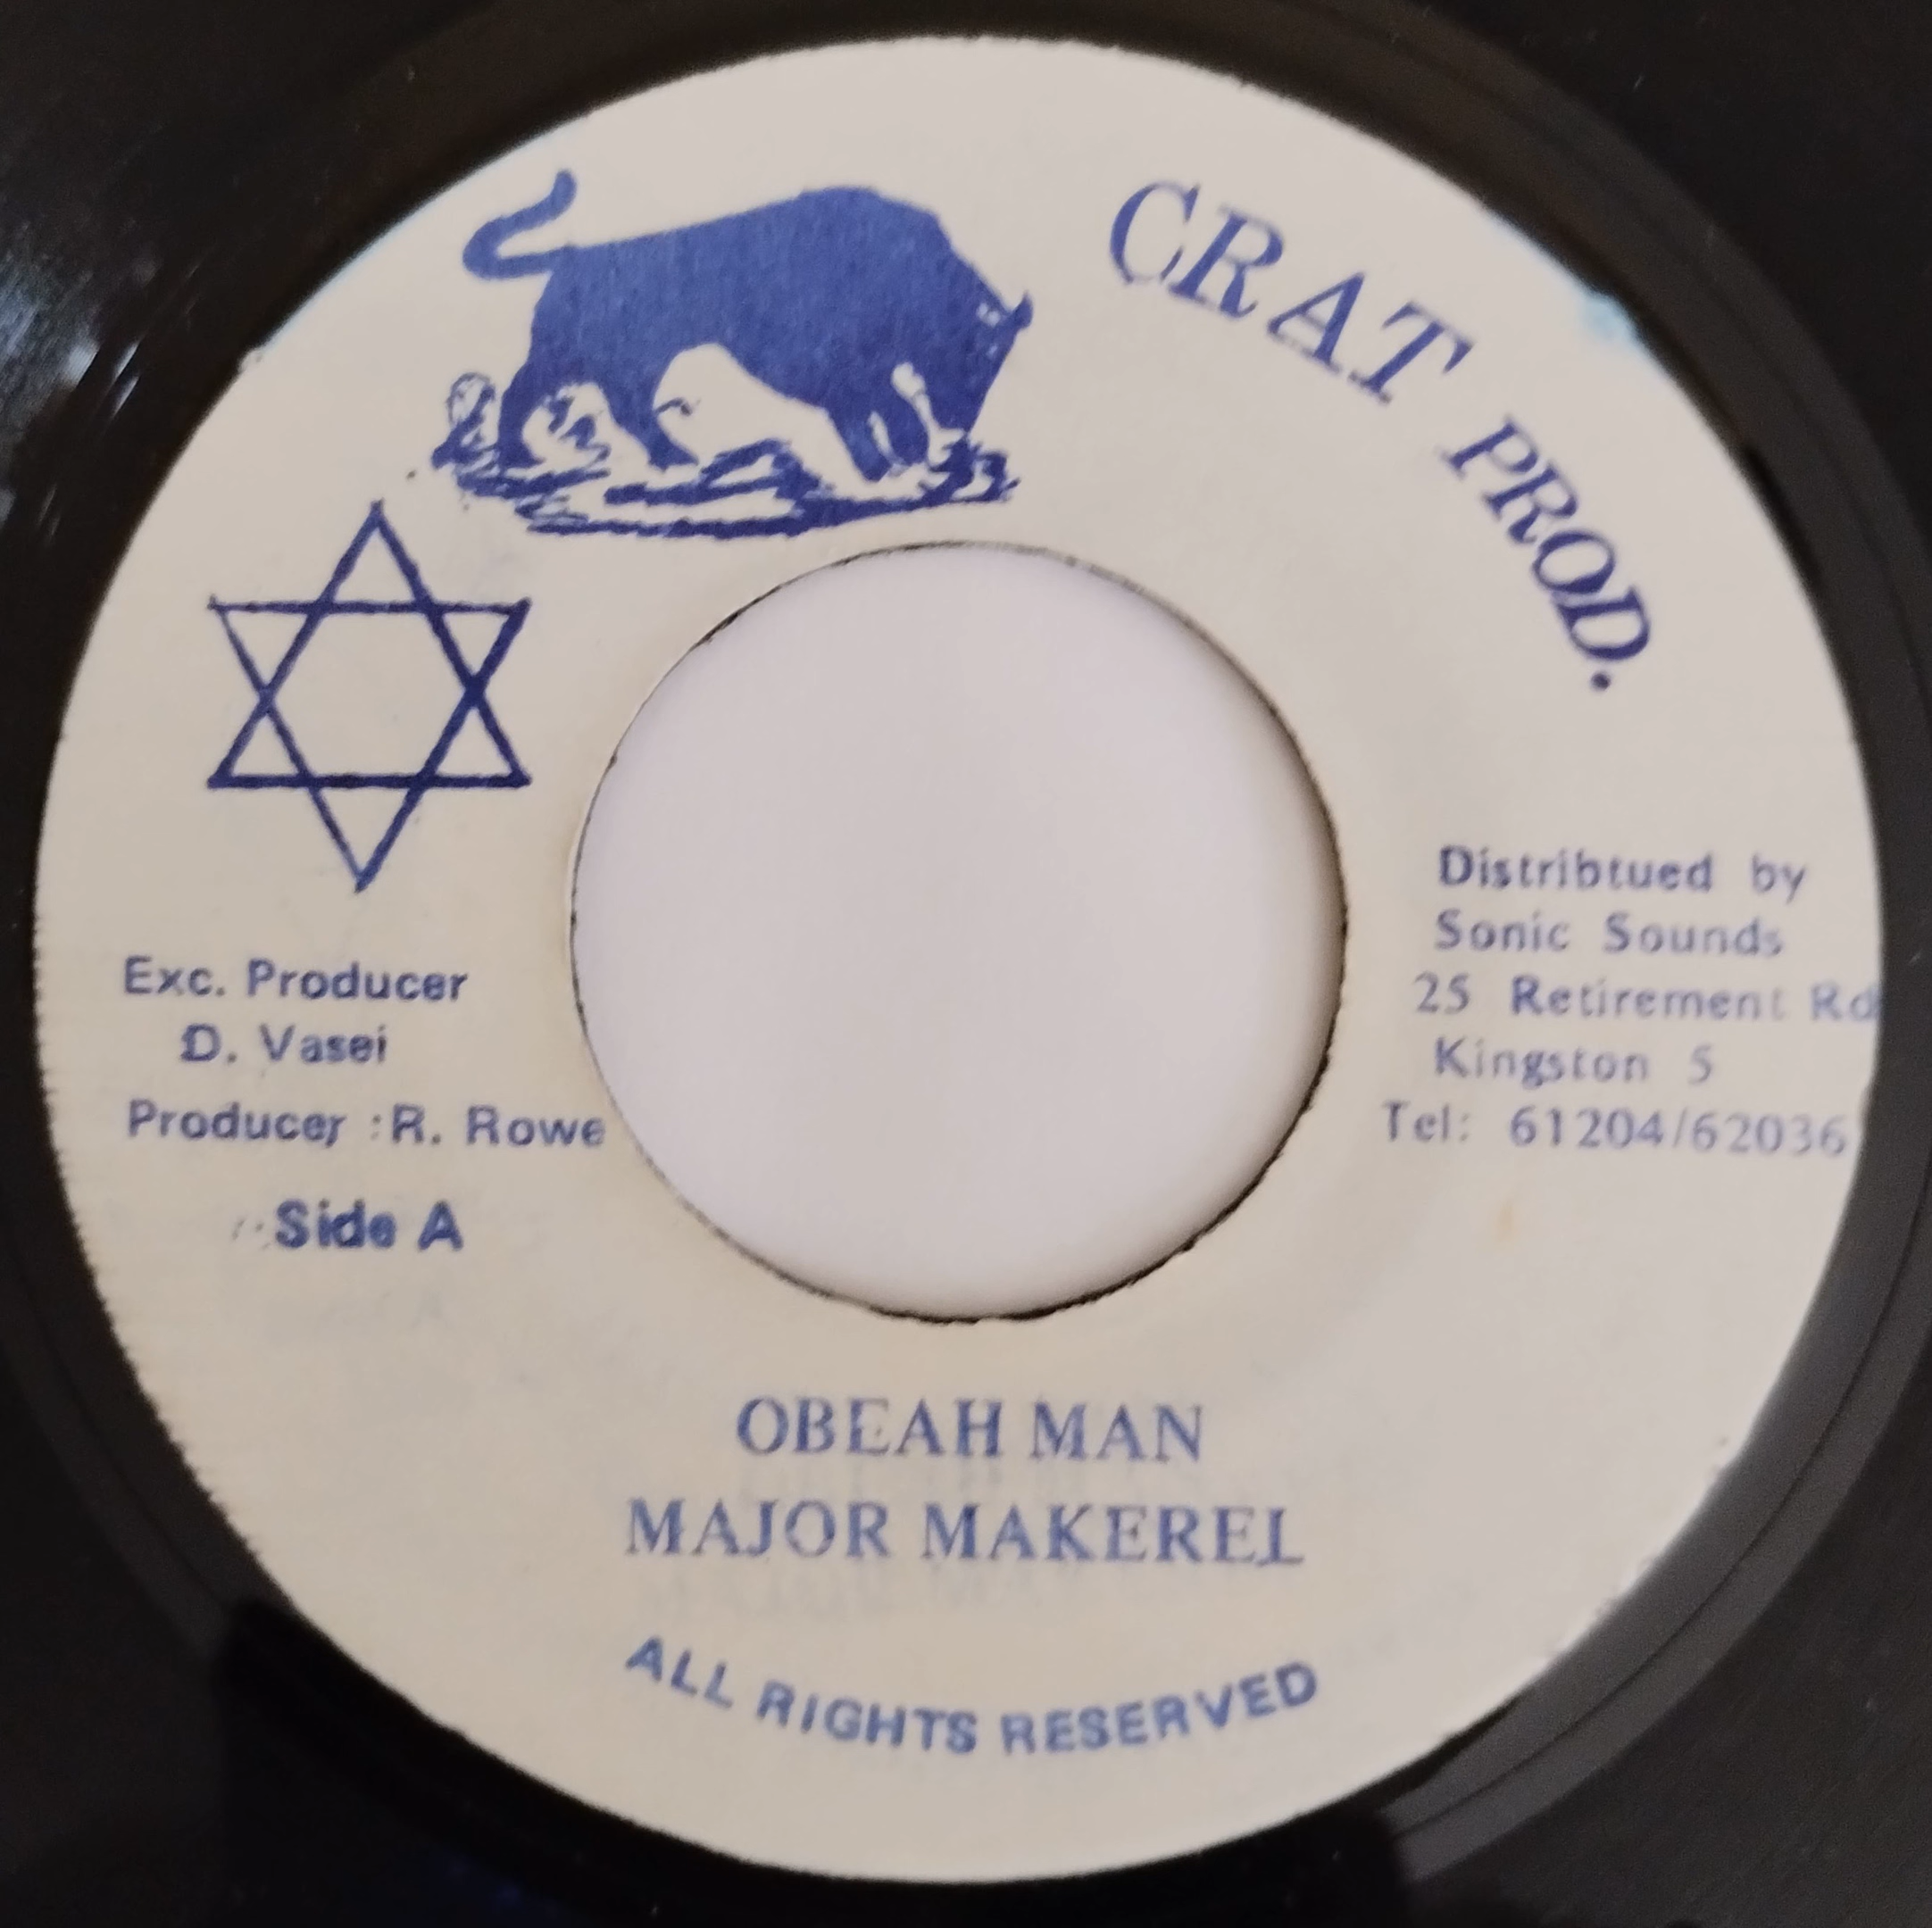 CRAT PROD.
Exc. Producer
D. Vasei
Producer :R. Rowe
Side A
Distribtued by
Sonic Sounds
25 Retirement Rd
Kingston 5
Tel: 61204/62036
OBEAH MAN
MAJOR MAKEREL
ALL RIGHTS RESERVED